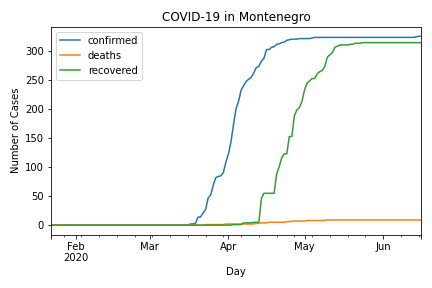 COVID-19 in Montenegro
confirmed
deaths
recovered
Number of Cases
300
250
200
150
100
50
0
Feb
2020
Mar
Apr
May
Jun
Day